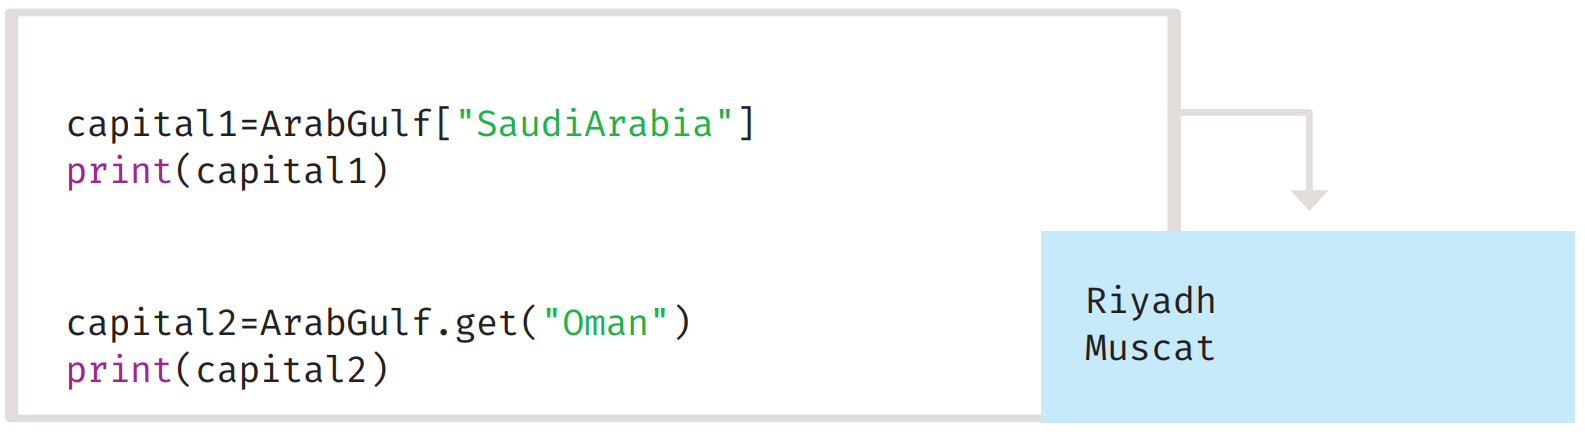 capital1=ArabGulf["SaudiArabia"]
print(capital1)
capital2=ArabGulf.get("Oman")
print(capital2)
Riyadh
Muscat